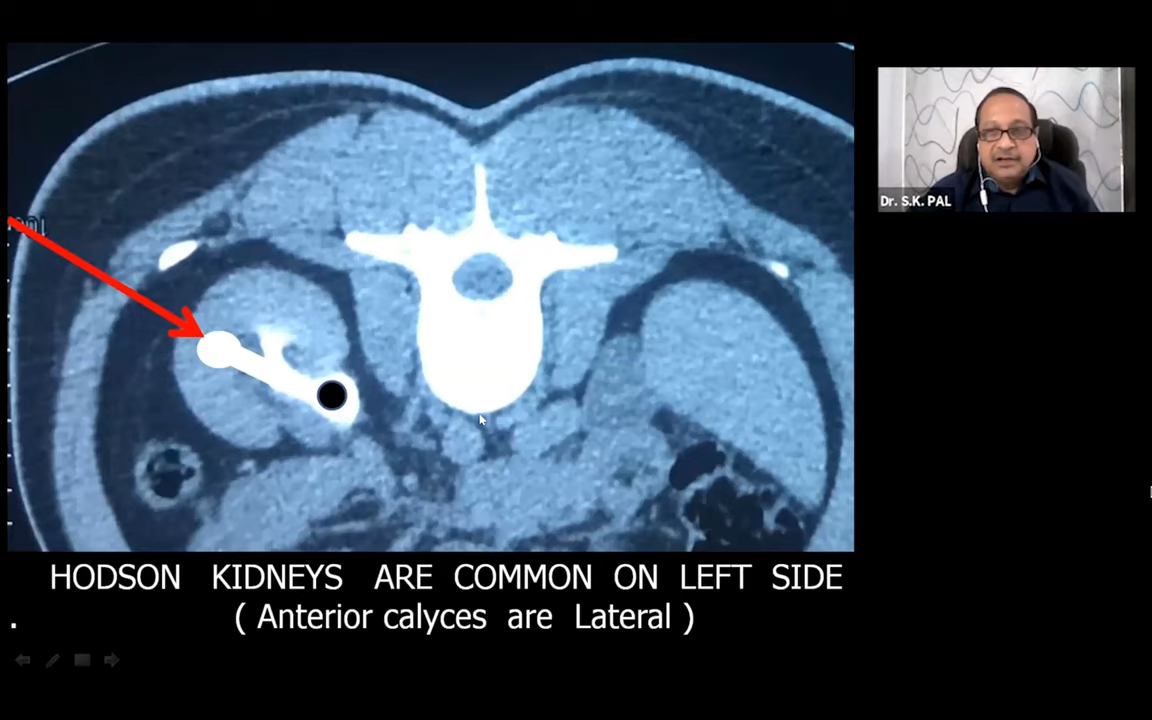 Dr. S.K. PAL
HODSON KIDNEYS ARE COMMON ON LEFT SIDE
. ( Anterior calyces are Lateral )